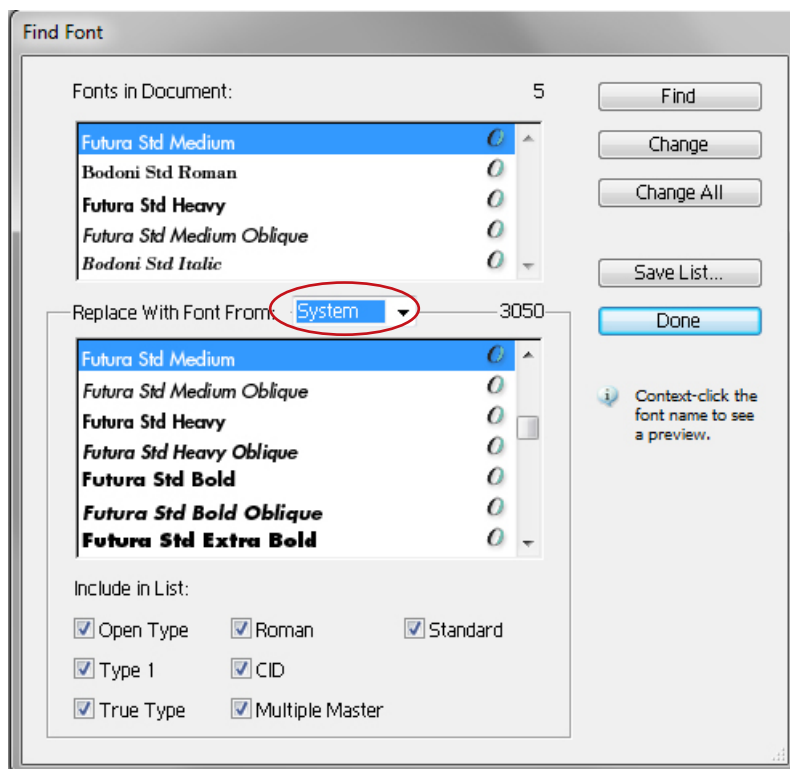 Find Font
Fonts in Document: 5
Find
Futura Std Medium
Change
Bodoni Std Roman
Futura Std Heavy
Change All
Futura Std Medium Oblique
Bodoni Std Italic
Save List...
Replace With Font From: System 3050
Done
Futura Std Medium
Futura Std Medium Oblique
Futura Std Heavy
Futura Std Heavy Oblique
Futura Std Bold
Futura Std Bold Oblique
Futura Std Extra Bold
Context-click the
font name to see
a preview.
Include in List:
Open Type Roman Standard
Type 1 CID
True Type Multiple Master